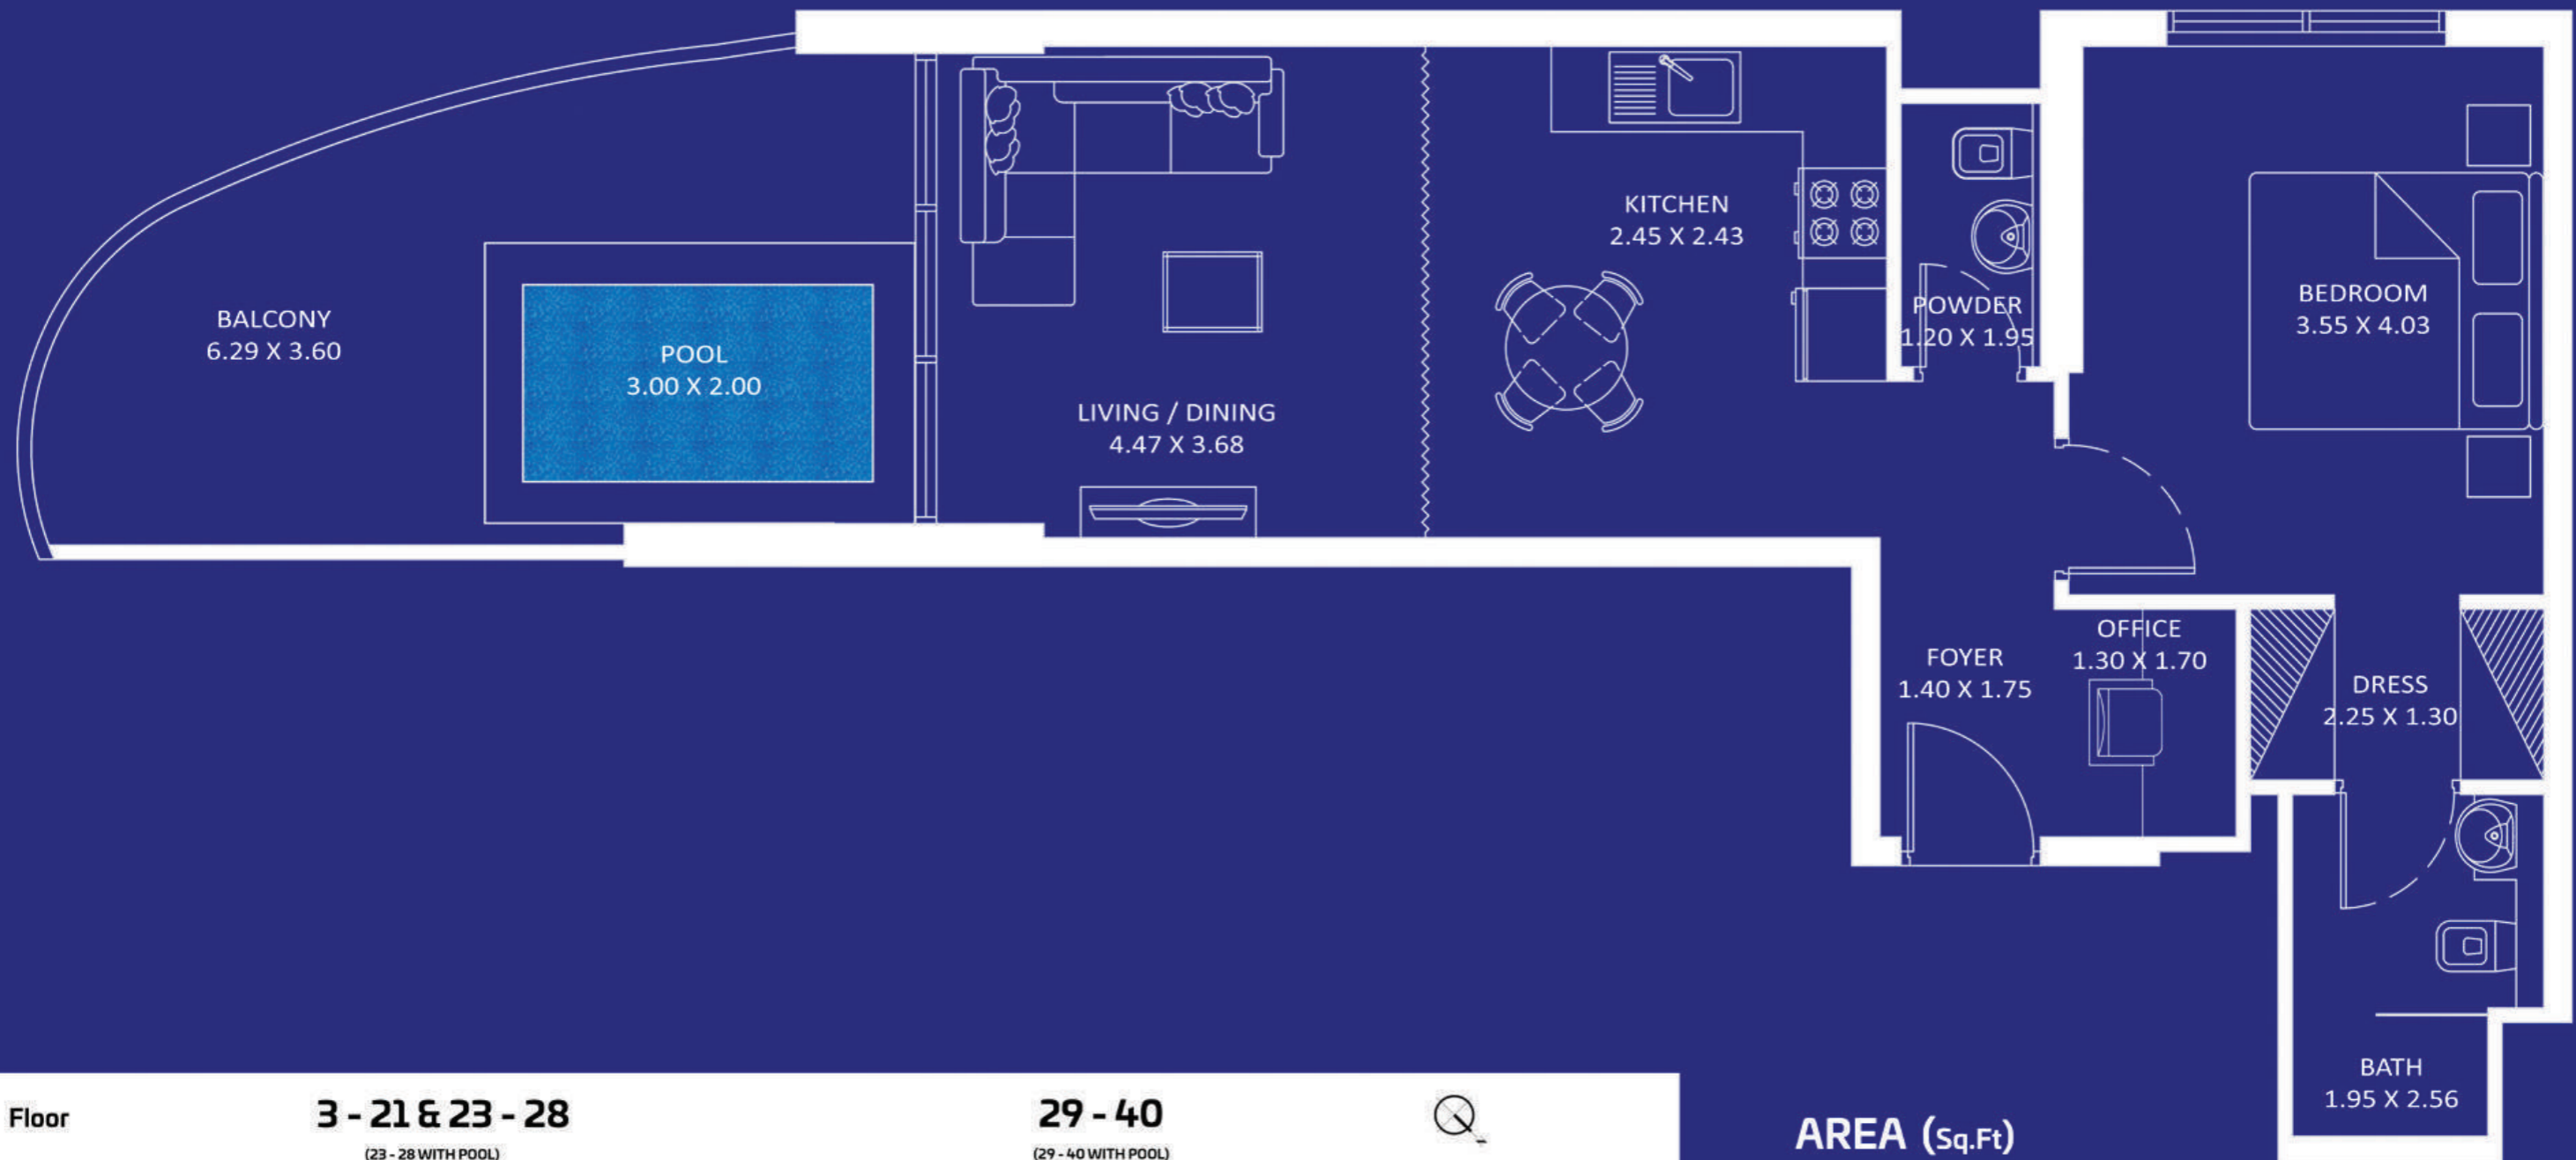 KITCHEN
2.45 X 2.43
POWDER
1.20 X 1.95
BEDROOM
3.55 X 4.03
BALCONY
6.29 X 3.60
POOL
3.00 X 2.00
LIVING / DINING
4.47 X 3.68
OFFICE
1.30 X 1.70
FOYER
1.40 X 1.75
DRESS
2.25 X 1.30
BATH
1.95 X 2.56
Floor
3 - 21 & 23 - 28
(23 - 28 WITH POOL)
29 - 40
(29 - 40 WITH POOL)
AREA (Sq.Ft)